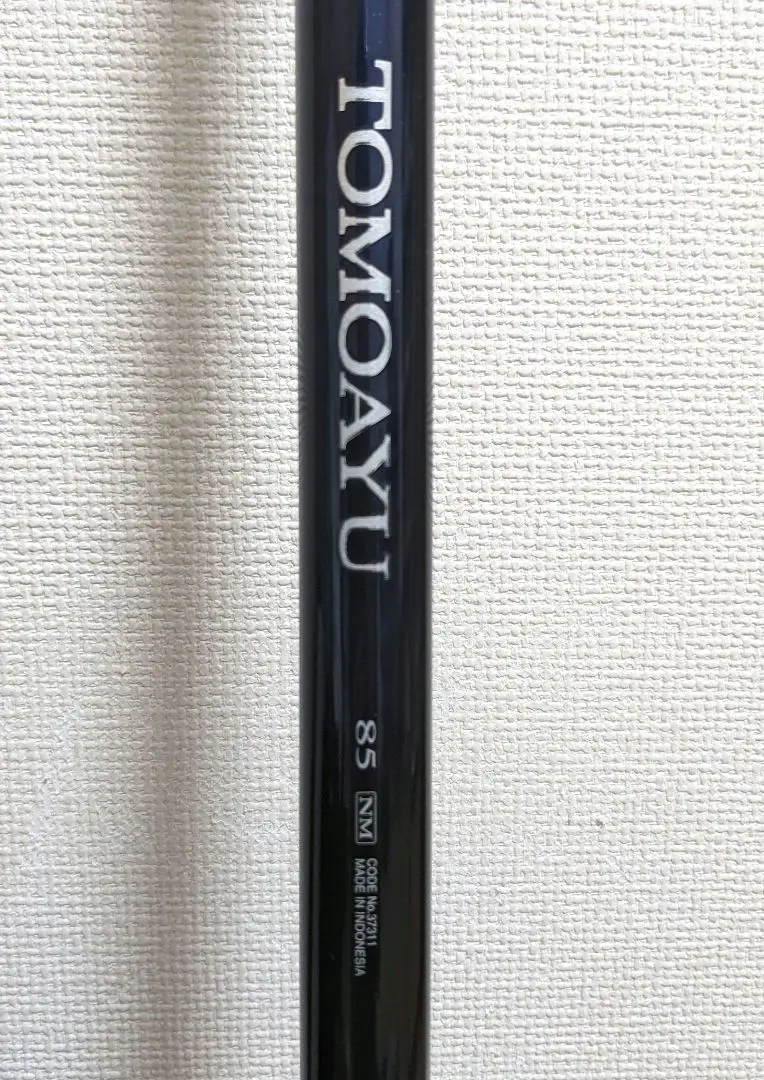 TOMOAYU
85 NM
CODE No.37311
MADE IN INDONESIA